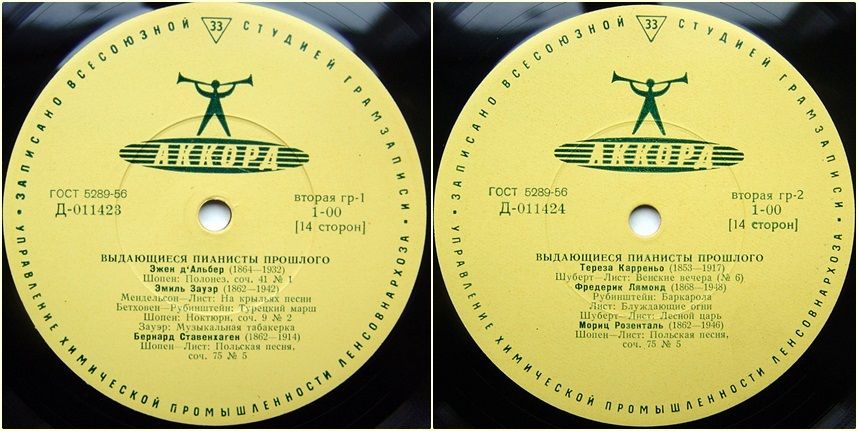 ЗАПИСАНО ВСЕСОЮЗНОЙ СТУДИЕЙ ГРАМЗАПИСИ
33
АККОРД
ГОСТ 5289-56
Д-011423
вторая гр-1
1-00
[14 сторон]
ВЫДАЮЩИЕСЯ ПИАНИСТЫ ПРОШЛОГО
Эжен д'Альбер (1864—1932)
Шопен: Полонез, соч. 41 № 1
Эмиль Зауэр (1862—1942)
Мендельсон—Лист: На крыльях песни
Бетховен—Рубинштейн: Турецкий марш
Шопен: Ноктюрн, соч. 9 № 2
Зауэр: Музыкальная табакерка
Бернард Ставенхаген (1862—1914)
Шопен—Лист: Польская песня,
соч. 75 № 5
УПРАВЛЕНИЕ ХИМИЧЕСКОЙ ПРОМЫШЛЕННОСТИ ЛЕНСОВНАРХОЗА
ЗАПИСАНО ВСЕСОЮЗНОЙ СТУДИЕЙ ГРАМЗАПИСИ
33
АККОРД
ГОСТ 5289-56
Д-011424
вторая гр-2
1-00
[14 сторон]
ВЫДАЮЩИЕСЯ ПИАНИСТЫ ПРОШЛОГО
Тереза Карреньо (1853—1917)
Шуберт—Лист: Венские вечера (№ 6)
Фредерик Лямонд (1868—1948)
Рубинштейн: Баркарола
Лист: Блуждающие огни
Шуберт—Лист: Лесной царь
Мориц Розенталь (1862—1946)
Шопен—Лист: Польская песня,
соч. 75 № 5
УПРАВЛЕНИЕ ХИМИЧЕСКОЙ ПРОМЫШЛЕННОСТИ ЛЕНСОВНАРХОЗА